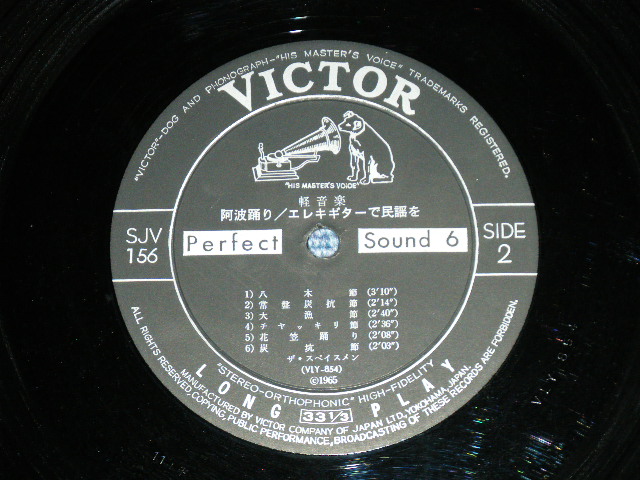 "VICTOR"-DOG AND PHONOGRAPH-"HIS MASTER'S VOICE" TRADEMARKS REGISTERED.
VICTOR
"HIS MASTER'S VOICE"
軽音楽
阿波踊り／エレキギターで民謡を
SJV 156
Perfect Sound 6
SIDE 2
1) 八木節 (3'10")
2) 常盤炭抗節 (2'14")
3) 大漁節 (2'40")
4) チャッキリ節 (2'36")
5) 花笠踊り (2'08")
6) 炭抗節 (2'03")
ザ・スペイスメン
(VLY-854)
©1965
"STEREO-ORTHOPHONIC" HIGH-FIDELITY
LONG 33 1/3 PLAY
MANUFACTURED BY VICTOR COMPANY OF JAPAN LTD., YOKOHAMA, JAPAN.
ALL RIGHTS RESERVED. COPYING, PUBLIC PERFORMANCE, BROADCASTING OF THESE RECORDS ARE FORBIDDEN.